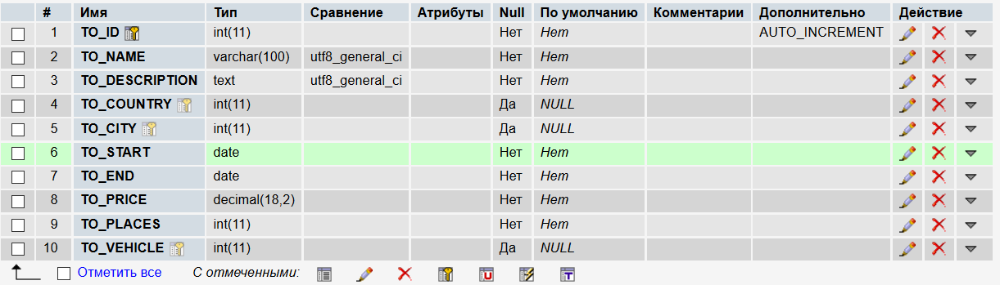 # Имя Тип Сравнение Атрибуты Null По умолчанию Комментарии Дополнительно Действие
1 TO_ID int(11) Нет Нет AUTO_INCREMENT
2 TO_NAME varchar(100) utf8_general_ci Нет Нет
3 TO_DESCRIPTION text utf8_general_ci Нет Нет
4 TO_COUNTRY int(11) Да NULL
5 TO_CITY int(11) Да NULL
6 TO_START date Нет Нет
7 TO_END date Нет Нет
8 TO_PRICE decimal(18,2) Нет Нет
9 TO_PLACES int(11) Нет Нет
10 TO_VEHICLE int(11) Да NULL
Отметить все С отмеченными: U T